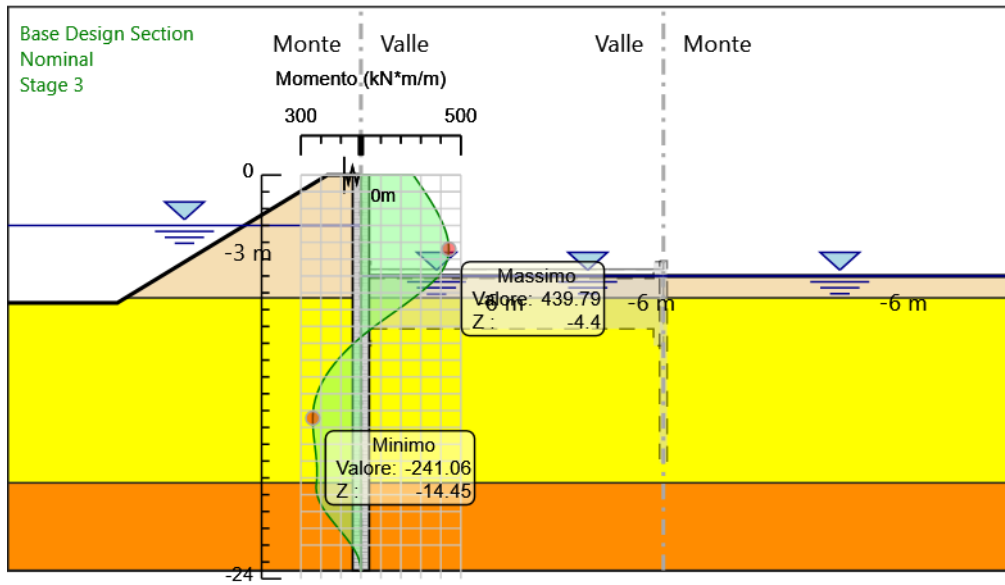 Base Design Section
Nominal
Stage 3
Monte
Valle
Valle
Monte
Momento (kN*m/m)
300
500
0
0m
-3 m
Massimo
Valore: 439.79
Z : -4.4
-6 m
-6 m
-6 m
Minimo
Valore: -241.06
Z : -14.45
-24